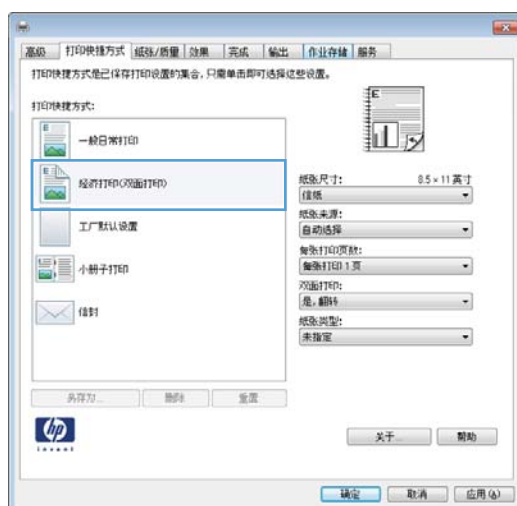 高级 打印快捷方式 纸张/质量 效果 完成 输出 作业存储 服务
打印快捷方式是已保存打印设置的集合,只需单击即可选择这些设置。
打印快捷方式:
一般日常打印
经济打印(双面打印)
工厂默认设置
小册子打印
信封
E
纸张尺寸: 8.5 × 11 英寸
信纸
纸张来源:
自动选择
每张打印页数:
每张打印 1 页
双面打印:
是, 翻转
纸张类型:
未指定
另存为... 删除 重置
hp
invent
关于... 帮助
确定 取消 应用(A)